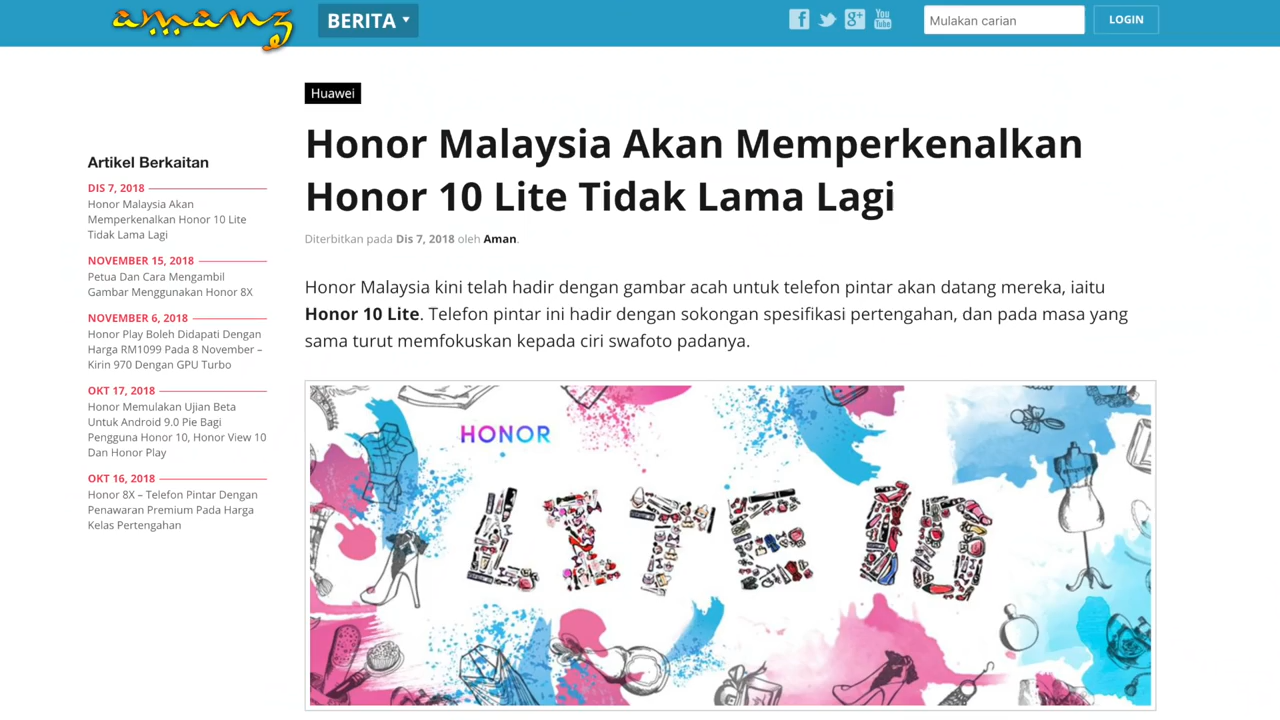 amanz
BERITA
You
Tube
Mulakan carian
LOGIN
Huawei
Honor Malaysia Akan Memperkenalkan
Honor 10 Lite Tidak Lama Lagi
Diterbitkan pada Dis 7, 2018 oleh Aman.
Honor Malaysia kini telah hadir dengan gambar acah untuk telefon pintar akan datang mereka, iaitu
Honor 10 Lite. Telefon pintar ini hadir dengan sokongan spesifikasi pertengahan, dan pada masa yang
sama turut memfokuskan kepada ciri swafoto padanya.
HONOR
LITE 10
Artikel Berkaitan
DIS 7, 2018
Honor Malaysia Akan
Memperkenalkan Honor 10 Lite
Tidak Lama Lagi
NOVEMBER 15, 2018
Petua Dan Cara Mengambil
Gambar Menggunakan Honor 8X
NOVEMBER 6, 2018
Honor Play Boleh Didapati Dengan
Harga RM1099 Pada 8 November –
Kirin 970 Dengan GPU Turbo
OKT 17, 2018
Honor Memulakan Ujian Beta
Untuk Android 9.0 Pie Bagi
Pengguna Honor 10, Honor View 10
Dan Honor Play
OKT 16, 2018
Honor 8X – Telefon Pintar Dengan
Penawaran Premium Pada Harga
Kelas Pertengahan